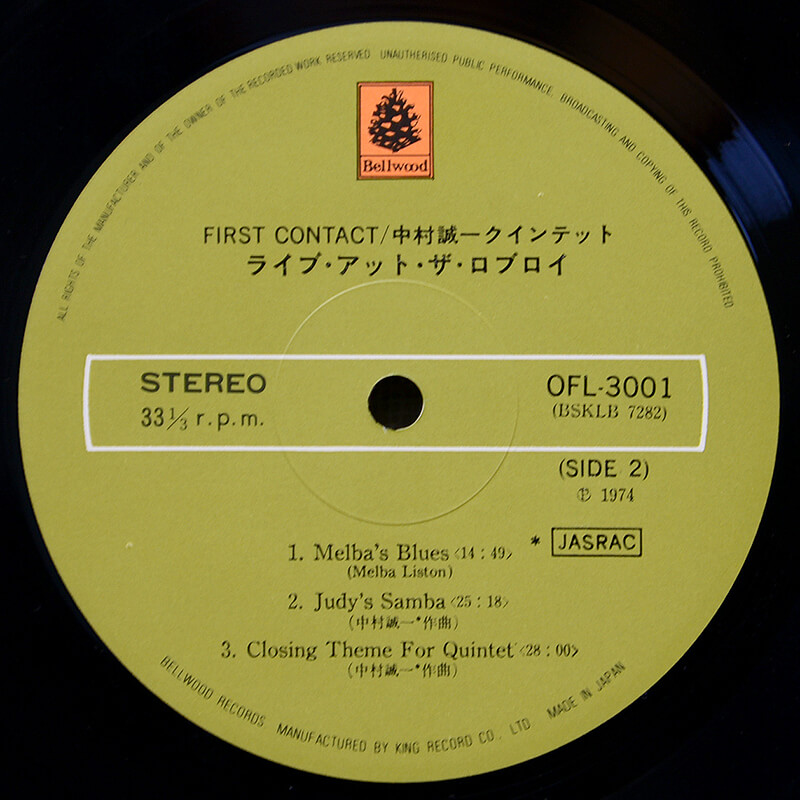 ALL RIGHTS OF THE MANUFACTURER AND OF THE OWNER OF THE RECORDED WORK RESERVED UNAUTHORISED PUBLIC PERFORMANCE, BROADCASTING AND COPYING OF THIS RECORD PROHIBITED
Bellwood
FIRST CONTACT/中村誠一クインテット
ライブ・アット・ザ・ロブロイ
STEREO
33⅓ r.p.m.
OFL-3001
(BSKLB 7282)
(SIDE 2)
Ⓟ 1974
* JASRAC
1. Melba's Blues〈14:49〉
(Melba Liston)
2. Judy's Samba〈25:18〉
(中村誠一*作曲)
3. Closing Theme For Quintet〈28:00〉
(中村誠一*作曲)
BELLWOOD RECORDS MANUFACTURED BY KING RECORD CO., LTD MADE IN JAPAN